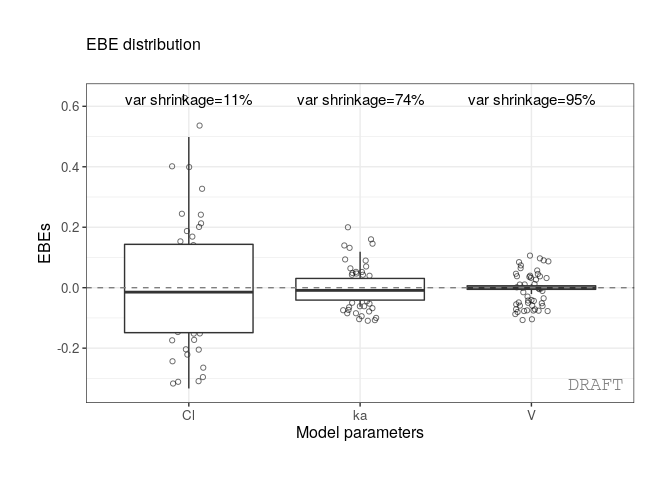 EBE distribution
var shrinkage=11% var shrinkage=74% var shrinkage=95%
0.6
0.4
0.2
0.0
-0.2
EBEs
DRAFT
Cl ka V
Model parameters